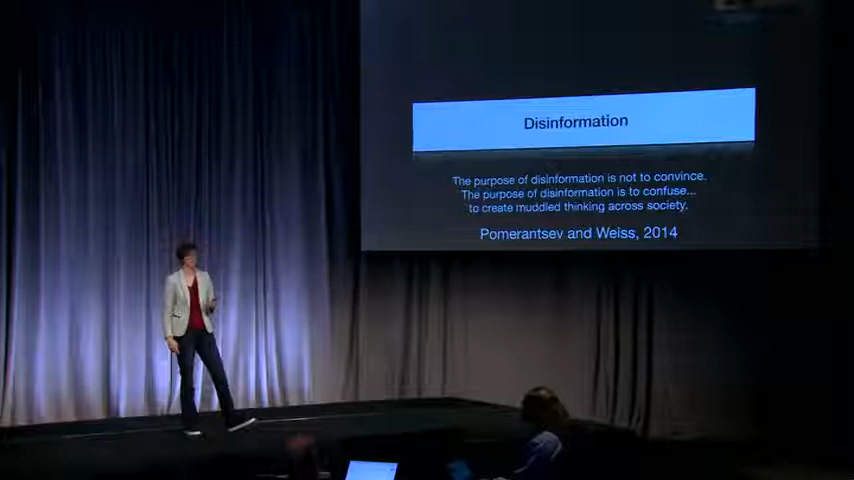 Disinformation
The purpose of disinformation is not to convince.
The purpose of disinformation is to confuse...
to create muddled thinking across society.
Pomerantsev and Weiss, 2014